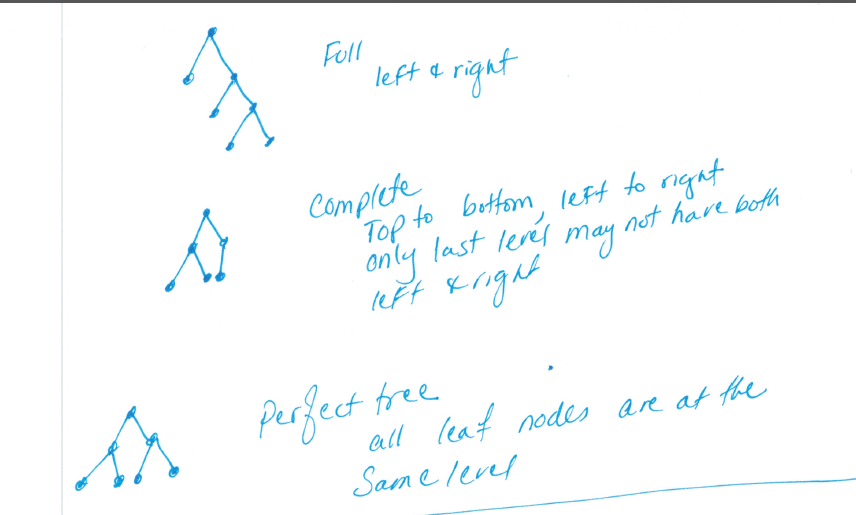 Full
left & right
Complete
Top to bottom, left to right
only last level may not have both
left & right
Perfect tree
all leaf nodes are at the
Same level